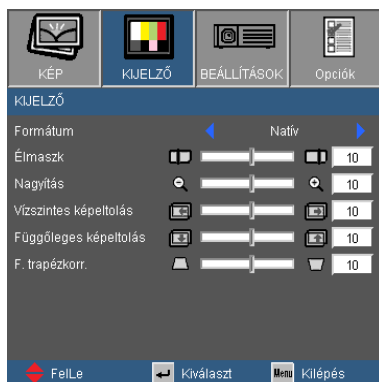 KÉP KIJELZŐ BEÁLLÍTÁSOK Opciók
KIJELZŐ
Formátum Natív
Élmaszk 10
Nagyítás 10
Vízszintes képeltolás 10
Függőleges képeltolás 10
F. trapézkorr. 10
FelLe Kiválaszt Menu Kilépés